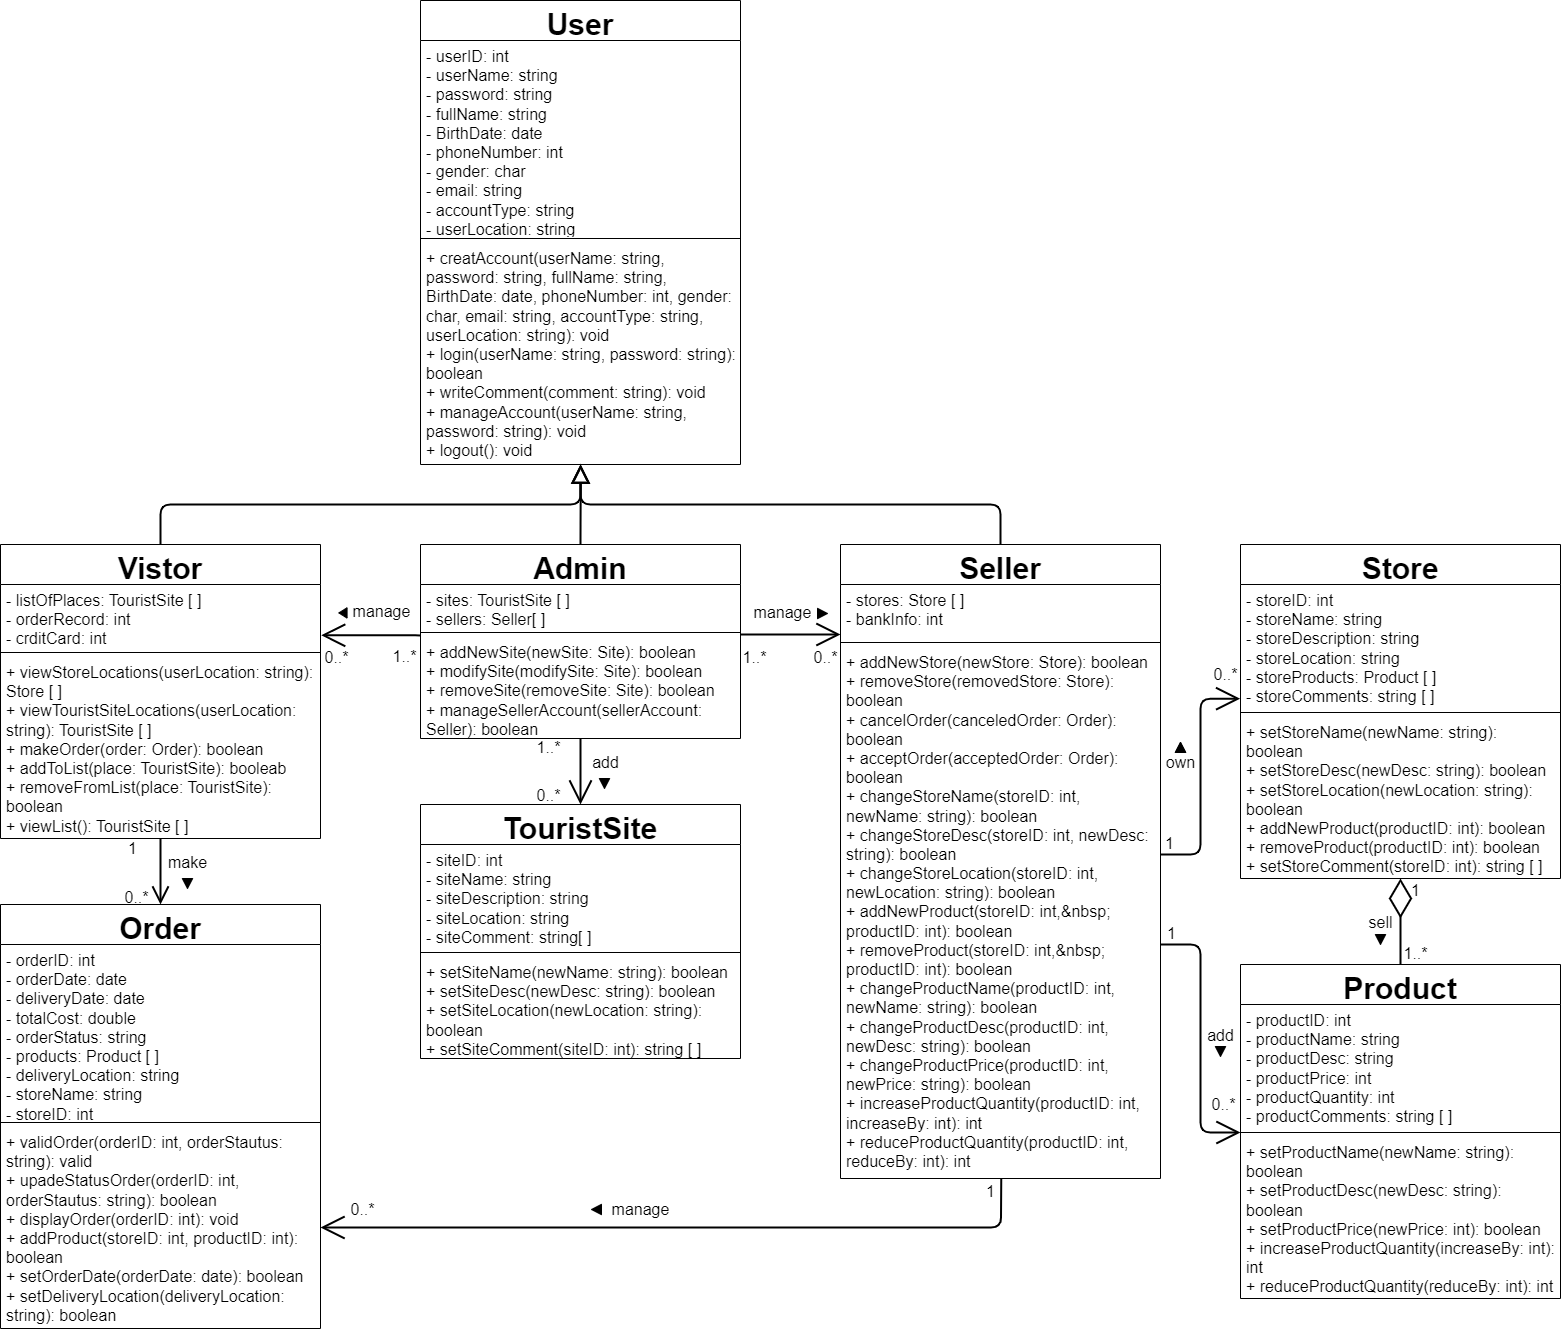 User
- userID: int
- userName: string
- password: string
- fullName: string
- BirthDate: date
- phoneNumber: int
- gender: char
- email: string
- accountType: string
- userLocation: string
+ creatAccount(userName: string,
password: string, fullName: string,
BirthDate: date, phoneNumber: int, gender:
char, email: string, accountType: string,
userLocation: string): void
+ login(userName: string, password: string):
boolean
+ writeComment(comment: string): void
+ manageAccount(userName: string,
password: string): void
+ logout(): void
Vistor
- listOfPlaces: TouristSite [ ]
- orderRecord: int
- crditCard: int
+ viewStoreLocations(userLocation: string):
Store [ ]
+ viewTouristSiteLocations(userLocation:
string): TouristSite [ ]
+ makeOrder(order: Order): boolean
+ addToList(place: TouristSite): booleab
+ removeFromList(place: TouristSite):
boolean
+ viewList(): TouristSite [ ]
◀ manage
0..*
1..*
Admin
- sites: TouristSite [ ]
- sellers: Seller[ ]
+ addNewSite(newSite: Site): boolean
+ modifySite(modifySite: Site): boolean
+ removeSite(removeSite: Site): boolean
+ manageSellerAccount(sellerAccount:
Seller): boolean
manage ▶
1..*
0..*
Seller
- stores: Store [ ]
- bankInfo: int
+ addNewStore(newStore: Store): boolean
+ removeStore(removedStore: Store):
boolean
+ cancelOrder(canceledOrder: Order):
boolean
+ acceptOrder(acceptedOrder: Order):
boolean
+ changeStoreName(storeID: int,
newName: string): boolean
+ changeStoreDesc(storeID: int, newDesc:
string): boolean
+ changeStoreLocation(storeID: int,
newLocation: string): boolean
+ addNewProduct(storeID: int,&nbsp;
productID: int): boolean
+ removeProduct(storeID: int,&nbsp;
productID: int): boolean
+ changeProductName(productID: int,
newName: string): boolean
+ changeProductDesc(productID: int,
newDesc: string): boolean
+ changeProductPrice(productID: int,
newPrice: string): boolean
+ increaseProductQuantity(productID: int,
increaseBy: int): int
+ reduceProductQuantity(productID: int,
reduceBy: int): int
0..*
▲
own
1
Store
- storeID: int
- storeName: string
- storeDescription: string
- storeLocation: string
- storeProducts: Product [ ]
- storeComments: string [ ]
+ setStoreName(newName: string):
boolean
+ setStoreDesc(newDesc: string): boolean
+ setStoreLocation(newLocation: string):
boolean
+ addNewProduct(productID: int): boolean
+ removeProduct(productID: int): boolean
+ setStoreComment(storeID: int): string [ ]
1..*
add
▼
0..*
TouristSite
- siteID: int
- siteName: string
- siteDescription: string
- siteLocation: string
- siteComment: string[ ]
+ setSiteName(newName: string): boolean
+ setSiteDesc(newDesc: string): boolean
+ setSiteLocation(newLocation: string):
boolean
+ setSiteComment(siteID: int): string [ ]
1
make
▼
0..*
Order
- orderID: int
- orderDate: date
- deliveryDate: date
- totalCost: double
- orderStatus: string
- products: Product [ ]
- deliveryLocation: string
- storeName: string
- storeID: int
+ validOrder(orderID: int, orderStautus:
string): valid
+ upadeStatusOrder(orderID: int,
orderStautus: string): boolean
+ displayOrder(orderID: int): void
+ addProduct(storeID: int, productID: int):
boolean
+ setOrderDate(orderDate: date): boolean
+ setDeliveryLocation(deliveryLocation:
string): boolean
1
sell
▼
1..*
1
add
▼
0..*
Product
- productID: int
- productName: string
- productDesc: string
- productPrice: int
- productQuantity: int
- productComments: string [ ]
+ setProductName(newName: string):
boolean
+ setProductDesc(newDesc: string):
boolean
+ setProductPrice(newPrice: int): boolean
+ increaseProductQuantity(increaseBy: int):
int
+ reduceProductQuantity(reduceBy: int): int
1
0..*
◀ manage